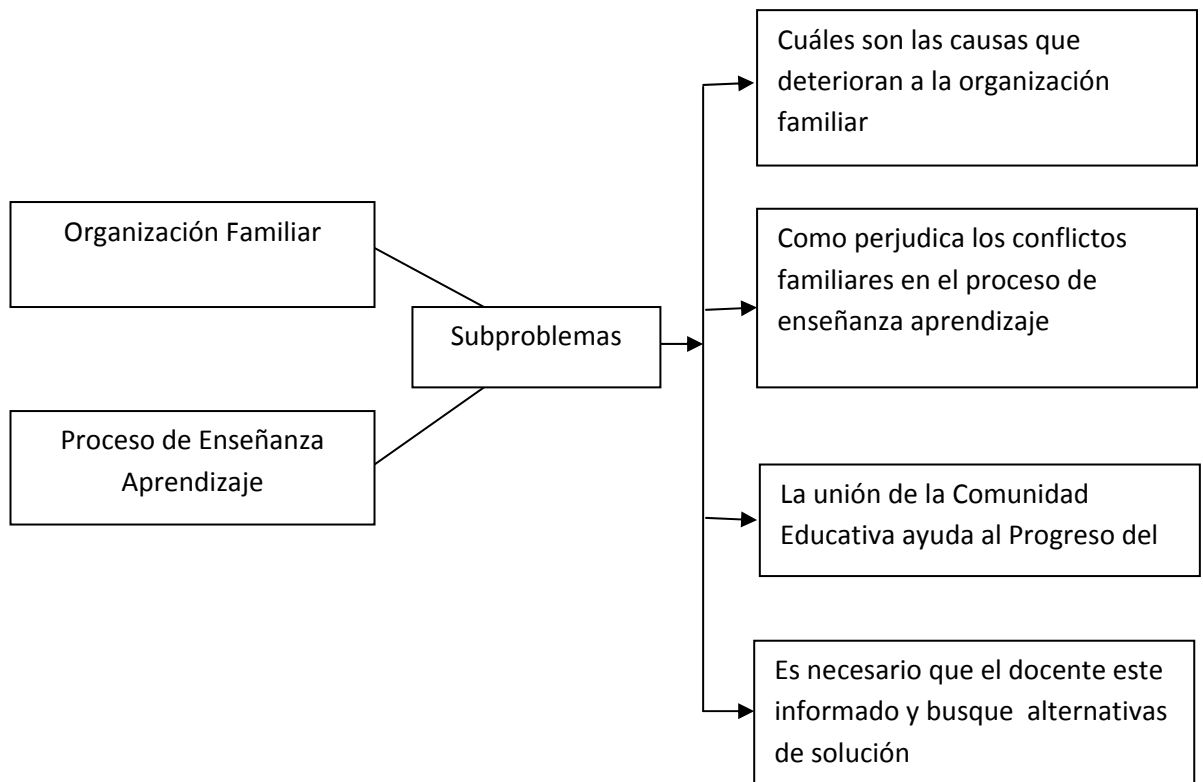 Organización Familiar
Proceso de Enseñanza
Aprendizaje
Subproblemas
Cuáles son las causas que
deterioran a la organización
familiar
Como perjudica los conflictos
familiares en el proceso de
enseñanza aprendizaje
La unión de la Comunidad
Educativa ayuda al Progreso del
Es necesario que el docente este
informado y busque alternativas
de solución